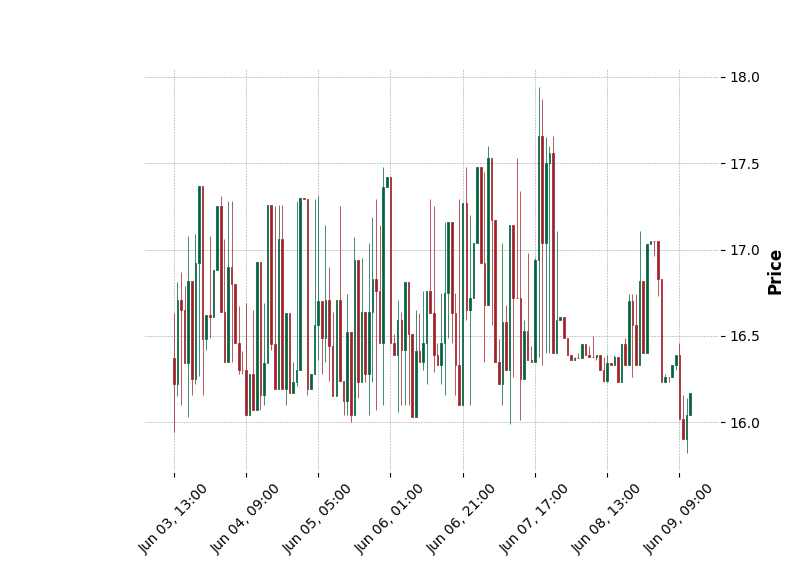 18.0
17.5
17.0
16.5
16.0
Price
Jun 03, 13:00
Jun 04, 09:00
Jun 05, 05:00
Jun 06, 01:00
Jun 06, 21:00
Jun 07, 17:00
Jun 08, 13:00
Jun 09, 09:00